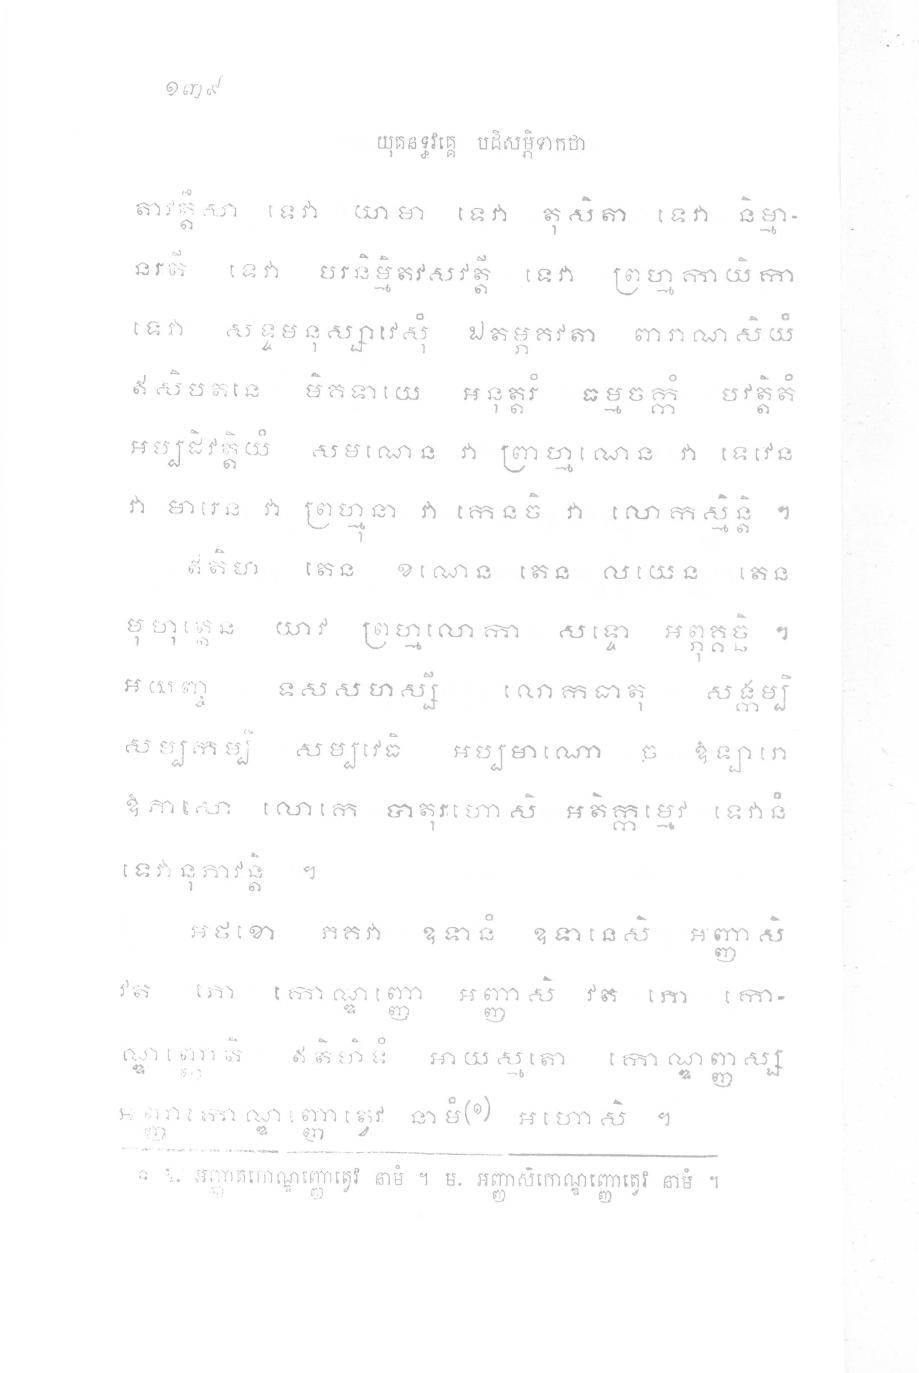 ១៣៩
យុគនទ្ធវគ្គេ បដិសម្ភិទាកថា
តាវត្តឹសា ទេវា យាមា ទេវា តុសិតា ទេវា និម្មា-
នរតី ទេវា បរនិម្មិតវសវត្តី ទេវា ព្រហ្មកាយិកា
ទេវា សទ្ទមនុស្សាវេសុំ ឯតម្ភគវតា ពារាណសិយំ
ឥសិបតនេ មិគទាយេ អនុត្តរំ ធម្មចក្កំ បវត្តិតំ
អប្បដិវត្តិយំ សមណេន វា ព្រាហ្មណេន វា ទេវេន
វា មារេន វា ព្រហ្មុនា វា កេនចិ វា លោកស្មិន្តិ ។
ឥតិហ តេន ខណេន តេន លយេន តេន
មុហុត្តេន យាវ ព្រហ្មលោកា សទ្ទោ អព្ភុគ្គច្ឆិ ។
អយញ្ច ទសសហស្សី លោកធាតុ សង្កម្បិ
សម្បកម្បិ សម្បវេធិ អប្បមាណោ ច ឱឡារោ
ឱភាសោ លោកេ បាតុរហោសិ អតិក្កម្មេវ ទេវានំ
ទេវានុភាវន្តិ ។
អថខោ ភគវា ឧទានំ ឧទានេសិ អញ្ញាសិ
វត ភោ កោណ្ឌញ្ញោ អញ្ញាសិ វត ភោ កោ-
ណ្ឌញ្ញោតិ ឥតិហិទំ អាយស្មតោ កោណ្ឌញ្ញស្ស
អញ្ញាកោណ្ឌញ្ញោត្វេវ នាមំ(១) អហោសិ ។
១ ឱ. អញ្ញាតកោណ្ឌញ្ញោត្វេវ នាមំ ។ ម. អញ្ញាសិកោណ្ឌញ្ញោត្វេវ នាមំ ។